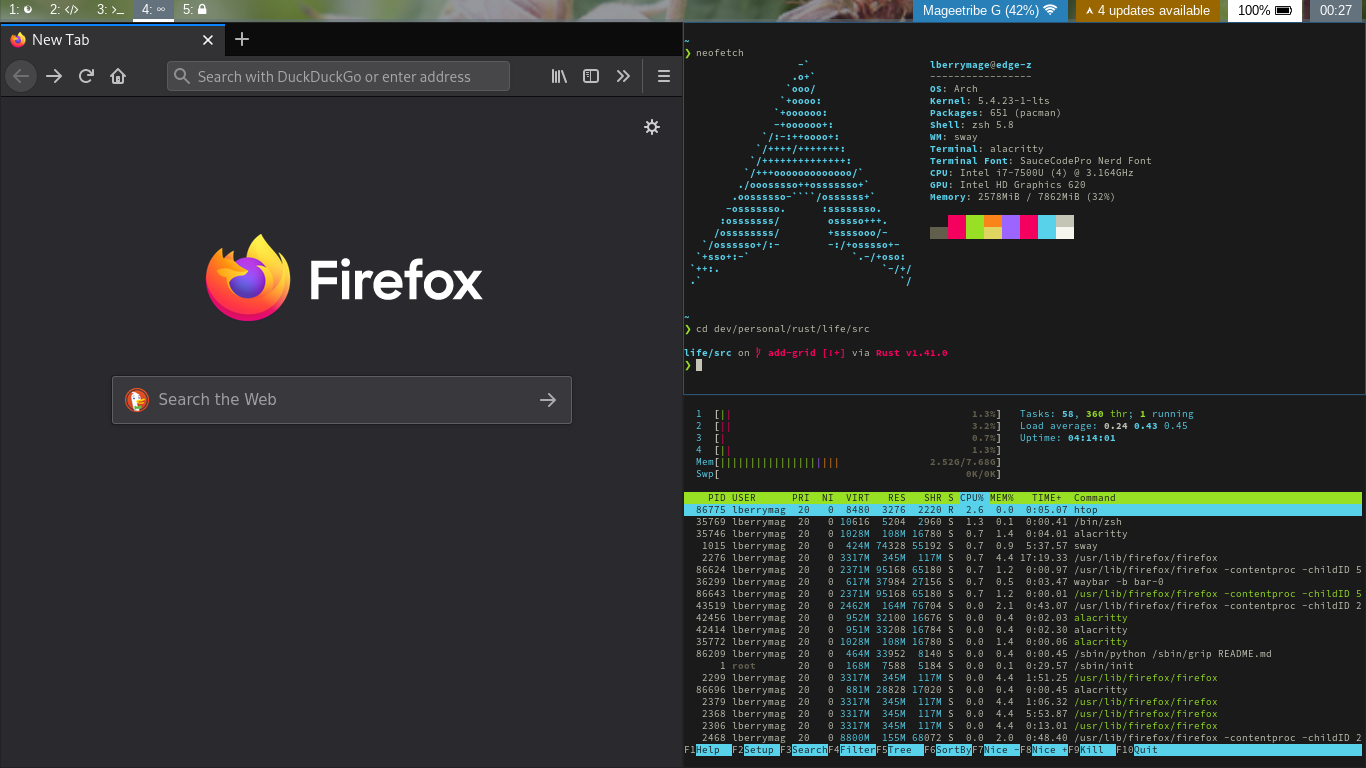 1: 2: </> 3: >_ 4: ∞ 5:
Mageetribe G (42%) 4 updates available 100% 00:27
New Tab
Search with DuckDuckGo or enter address
Firefox
Search the Web
~
❯ neofetch
-`
.o+`
`ooo/
`+oooo:
`+oooooo:
-+oooooo+:
`/:-:++oooo+:
`/++++/+++++++:
`/++++++++++++++:
`/+++ooooooooooooo/`
./ooosssso++osssssso+`
.oossssso-````/ossssss+`
-osssssso. :ssssssso.
:osssssss/ osssso+++.
/ossssssss/ +ssssooo/-
`/ossssso+/:- -:/+osssso+-
`+sso+:-` `.-/+oso:
`++:. `-/+/
.` `/
lberrymage@edge-z
-----------------
OS: Arch
Kernel: 5.4.23-1-lts
Packages: 651 (pacman)
Shell: zsh 5.8
WM: sway
Terminal: alacritty
Terminal Font: SauceCodePro Nerd Font
CPU: Intel i7-7500U (4) @ 3.164GHz
GPU: Intel HD Graphics 620
Memory: 2578MiB / 7862MiB (32%)
~
❯ cd dev/personal/rust/life/src
life/src on add-grid [!+] via Rust v1.41.0
❯
1 [|| 1.3%] Tasks: 58, 360 thr; 1 running
2 [|| 3.2%] Load average: 0.24 0.43 0.45
3 [| 0.7%] Uptime: 04:14:01
4 [|| 1.3%]
Mem[|||||||||||||||||||| 2.52G/7.68G]
Swp[ 0K/0K]
PID USER PRI NI VIRT RES SHR S CPU% MEM% TIME+ Command
86775 lberrymag 20 0 8480 3276 2220 R 2.6 0.0 0:05.07 htop
35769 lberrymag 20 0 10616 5204 2960 S 1.3 0.1 0:00.41 /bin/zsh
35746 lberrymag 20 0 1028M 108M 16780 S 0.7 1.4 0:04.01 alacritty
1015 lberrymag 20 0 424M 74328 55192 S 0.7 0.9 5:37.57 sway
2276 lberrymag 20 0 3317M 345M 117M S 0.7 4.4 17:19.33 /usr/lib/firefox/firefox
86624 lberrymag 20 0 2371M 95168 65180 S 0.7 1.2 0:00.97 /usr/lib/firefox/firefox -contentproc -childID 5
36299 lberrymag 20 0 617M 37984 27156 S 0.7 0.5 0:03.47 waybar -b bar-0
86643 lberrymag 20 0 2371M 95168 65180 S 0.7 1.2 0:00.01 /usr/lib/firefox/firefox -contentproc -childID 5
43519 lberrymag 20 0 2462M 164M 76704 S 0.0 2.1 0:43.07 /usr/lib/firefox/firefox -contentproc -childID 2
42456 lberrymag 20 0 952M 32100 16676 S 0.0 0.4 0:02.03 alacritty
42414 lberrymag 20 0 951M 33208 16784 S 0.0 0.4 0:02.30 alacritty
35772 lberrymag 20 0 1028M 108M 16780 S 0.0 1.4 0:00.06 alacritty
86209 lberrymag 20 0 464M 33952 8140 S 0.0 0.4 0:00.45 /sbin/python /sbin/grip README.md
1 root 20 0 168M 7588 5184 S 0.0 0.1 0:29.57 /sbin/init
2299 lberrymag 20 0 3317M 345M 117M S 0.0 4.4 1:51.25 /usr/lib/firefox/firefox
86696 lberrymag 20 0 881M 28828 17020 S 0.0 0.4 0:00.45 alacritty
2379 lberrymag 20 0 3317M 345M 117M S 0.0 4.4 1:06.32 /usr/lib/firefox/firefox
2368 lberrymag 20 0 3317M 345M 117M S 0.0 4.4 5:53.87 /usr/lib/firefox/firefox
2306 lberrymag 20 0 3317M 345M 117M S 0.0 4.4 0:13.01 /usr/lib/firefox/firefox
2468 lberrymag 20 0 8800M 155M 68072 S 0.0 2.0 0:48.40 /usr/lib/firefox/firefox -contentproc -childID 2
F1Help F2Setup F3SearchF4FilterF5Tree F6SortByF7Nice -F8Nice +F9Kill F10Quit